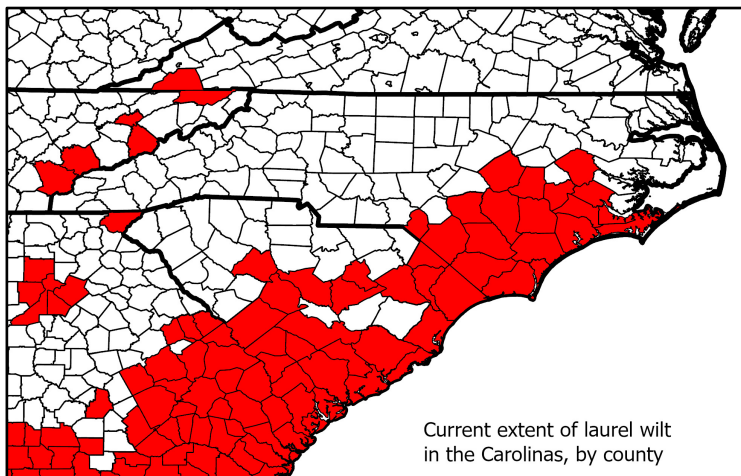 Current extent of laurel wilt
in the Carolinas, by county